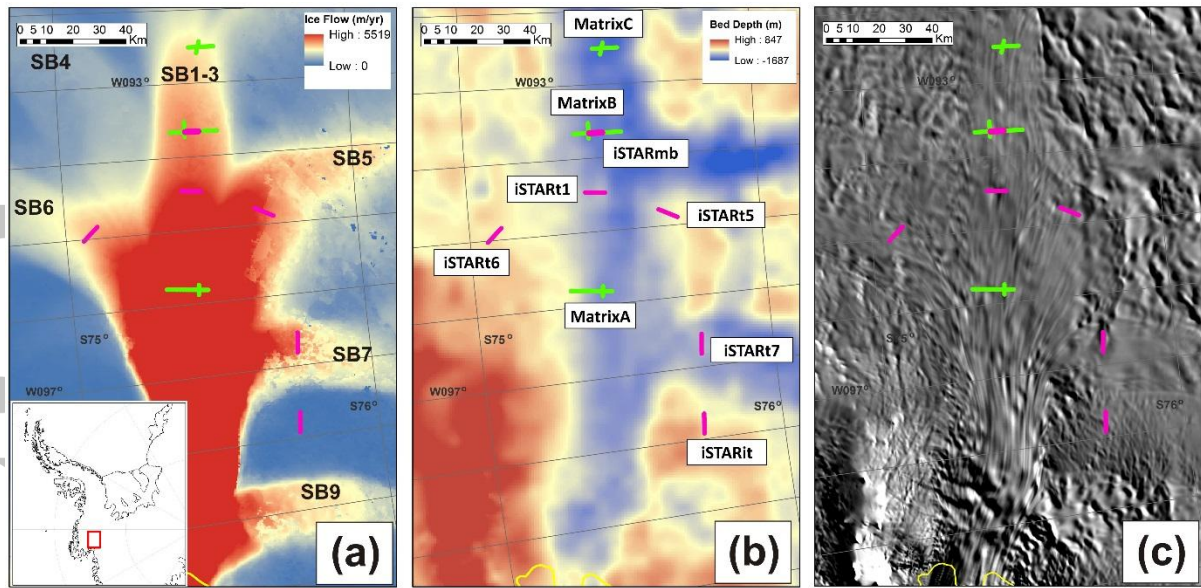 Ice Flow (m/yr)
High : 5519
Low : 0
0 5 10 20 30 40
Km
SB4
SB1-3
W093°
SB5
SB6
S75°
SB7
W097°
S76°
SB9
(a)
0 5 10 20 30 40
Km
MatrixC
Bed Depth (m)
High : 847
Low : -1687
W093°
MatrixB
iSTARmb
iSTARt1
iSTARt5
iSTARt6
MatrixA
S75°
iSTARt7
W097°
S76°
iSTARit
(b)
0 5 10 20 30 40
Km
W093°
S75°
W097°
S76°
(c)